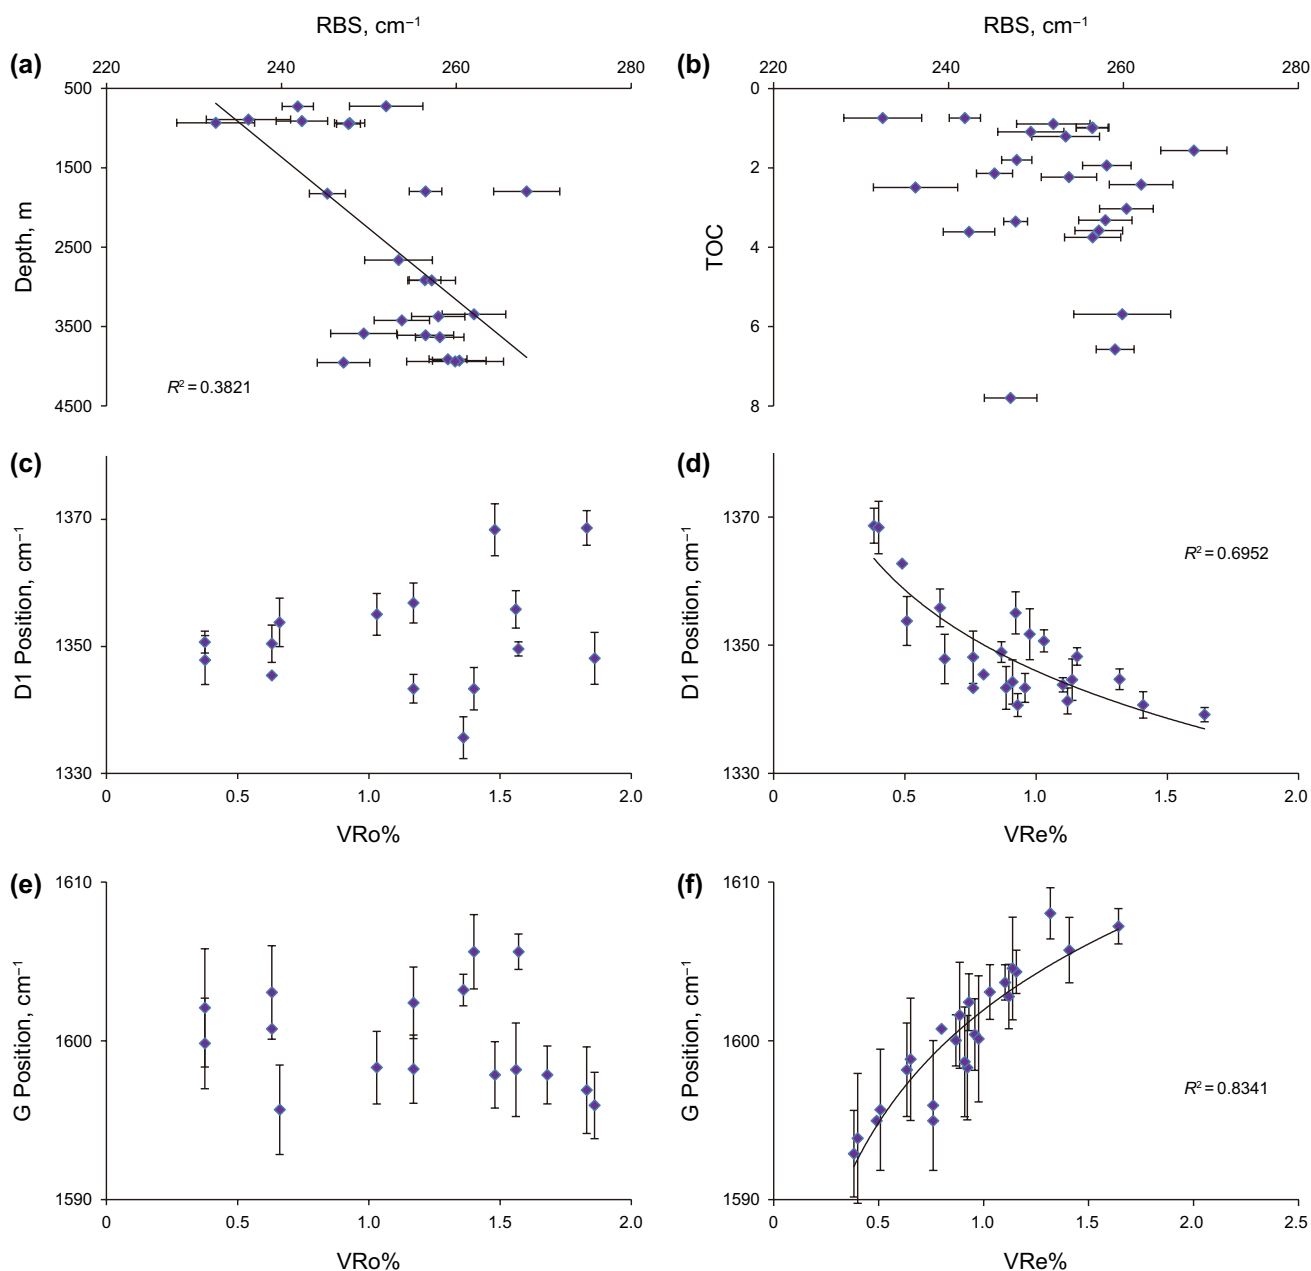 RBS, cm⁻¹
RBS, cm⁻¹
(a)
220
240
260
280
(b)
220
240
260
280
500
1500
2500
3500
4500
Depth, m
R² = 0.3821
0
2
4
6
8
TOC
(c)
1370
1350
1330
D1 Position, cm⁻¹
0
0.5
1.0
1.5
2.0
VRo%
(d)
1370
1350
1330
D1 Position, cm⁻¹
R² = 0.6952
0
0.5
1.0
1.5
2.0
VRe%
(e)
1610
1600
1590
G Position, cm⁻¹
0
0.5
1.0
1.5
2.0
VRo%
(f)
1610
1600
1590
G Position, cm⁻¹
R² = 0.8341
0
0.5
1.0
1.5
2.0
2.5
VRe%